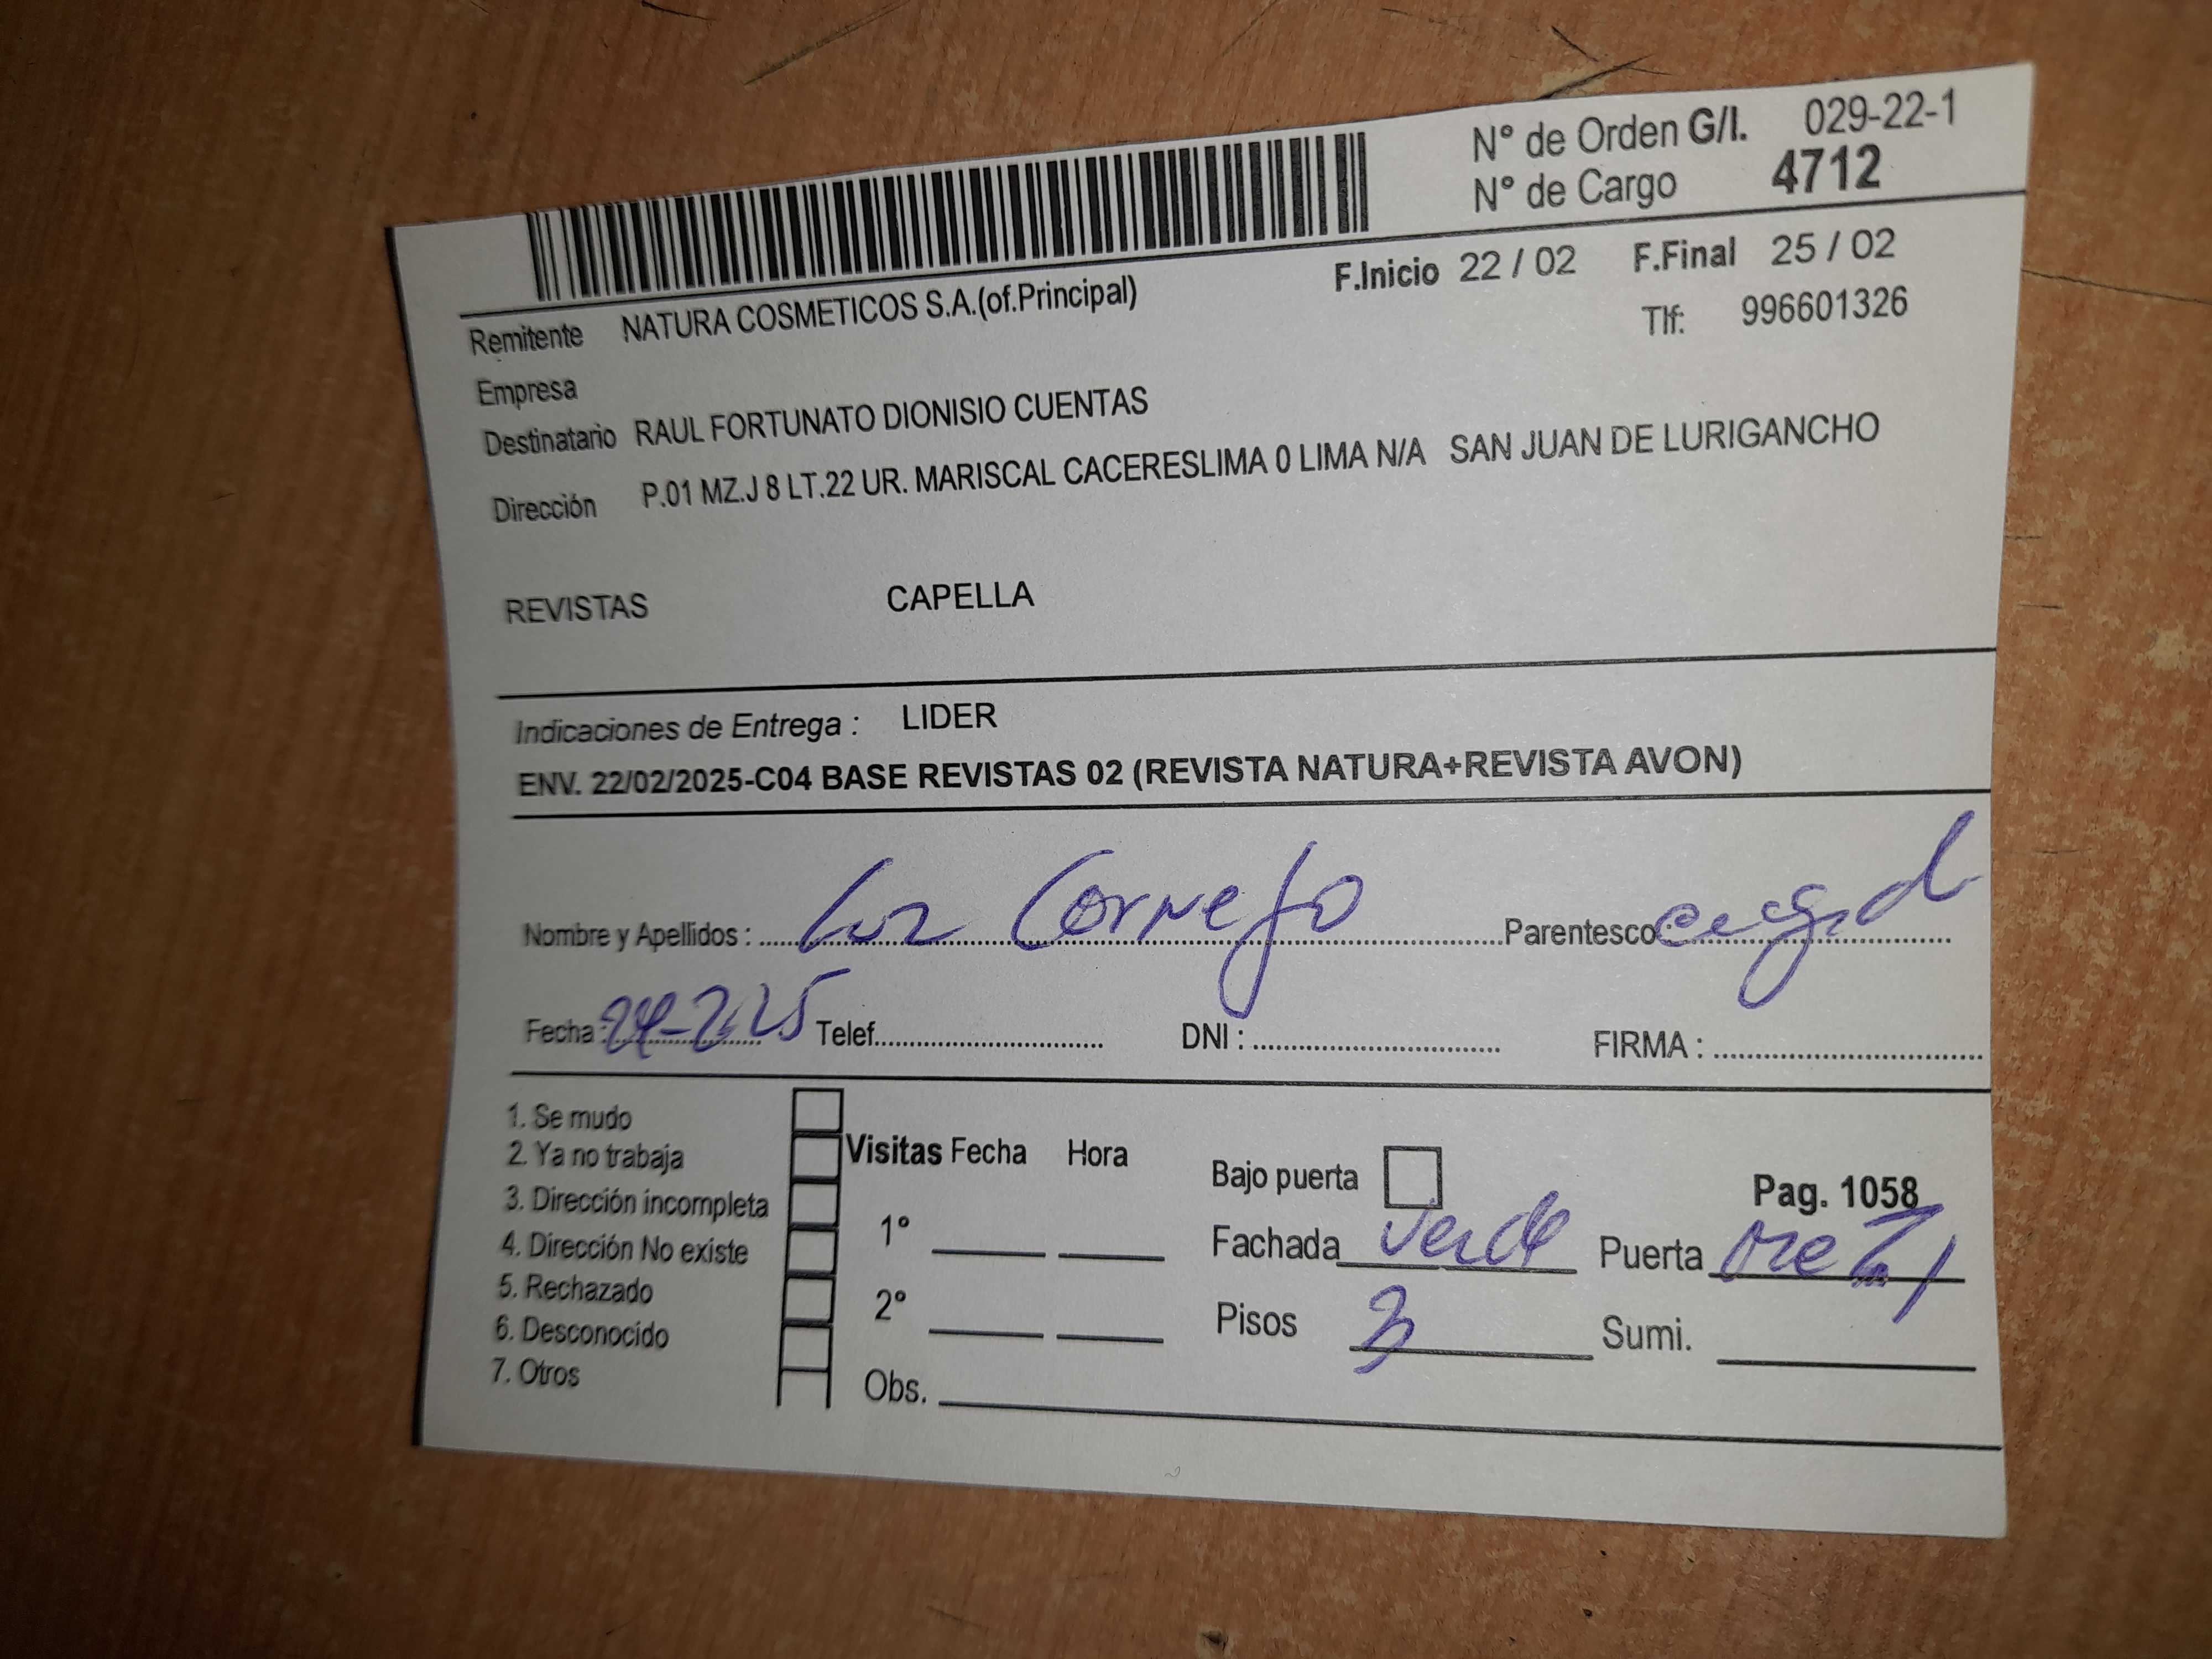 N° de Orden G/I. 029-22-1
N° de Cargo 4712
F.Inicio 22 / 02 F.Final 25 / 02
Remitente NATURA COSMETICOS S.A.(of.Principal) Tlf: 996601326
Empresa
Destinatario RAUL FORTUNATO DIONISIO CUENTAS
Dirección P.01 MZ.J 8 LT.22 UR. MARISCAL CACERESLIMA 0 LIMA N/A SAN JUAN DE LURIGANCHO
REVISTAS CAPELLA
Indicaciones de Entrega : LIDER
ENV. 22/02/2025-C04 BASE REVISTAS 02 (REVISTA NATURA+REVISTA AVON)
Nombre y Apellidos : Luz Cornejo Parentesco
Fecha : 24-2-25 Telef. DNI : FIRMA :
1. Se mudo
2. Ya no trabaja
3. Dirección incompleta
4. Dirección No existe
5. Rechazado
6. Desconocido
7. Otros
Visitas Fecha Hora
1°
2°
Obs.
Bajo puerta Pag. 1058
Fachada verde Puerta
Pisos 3 Sumi.